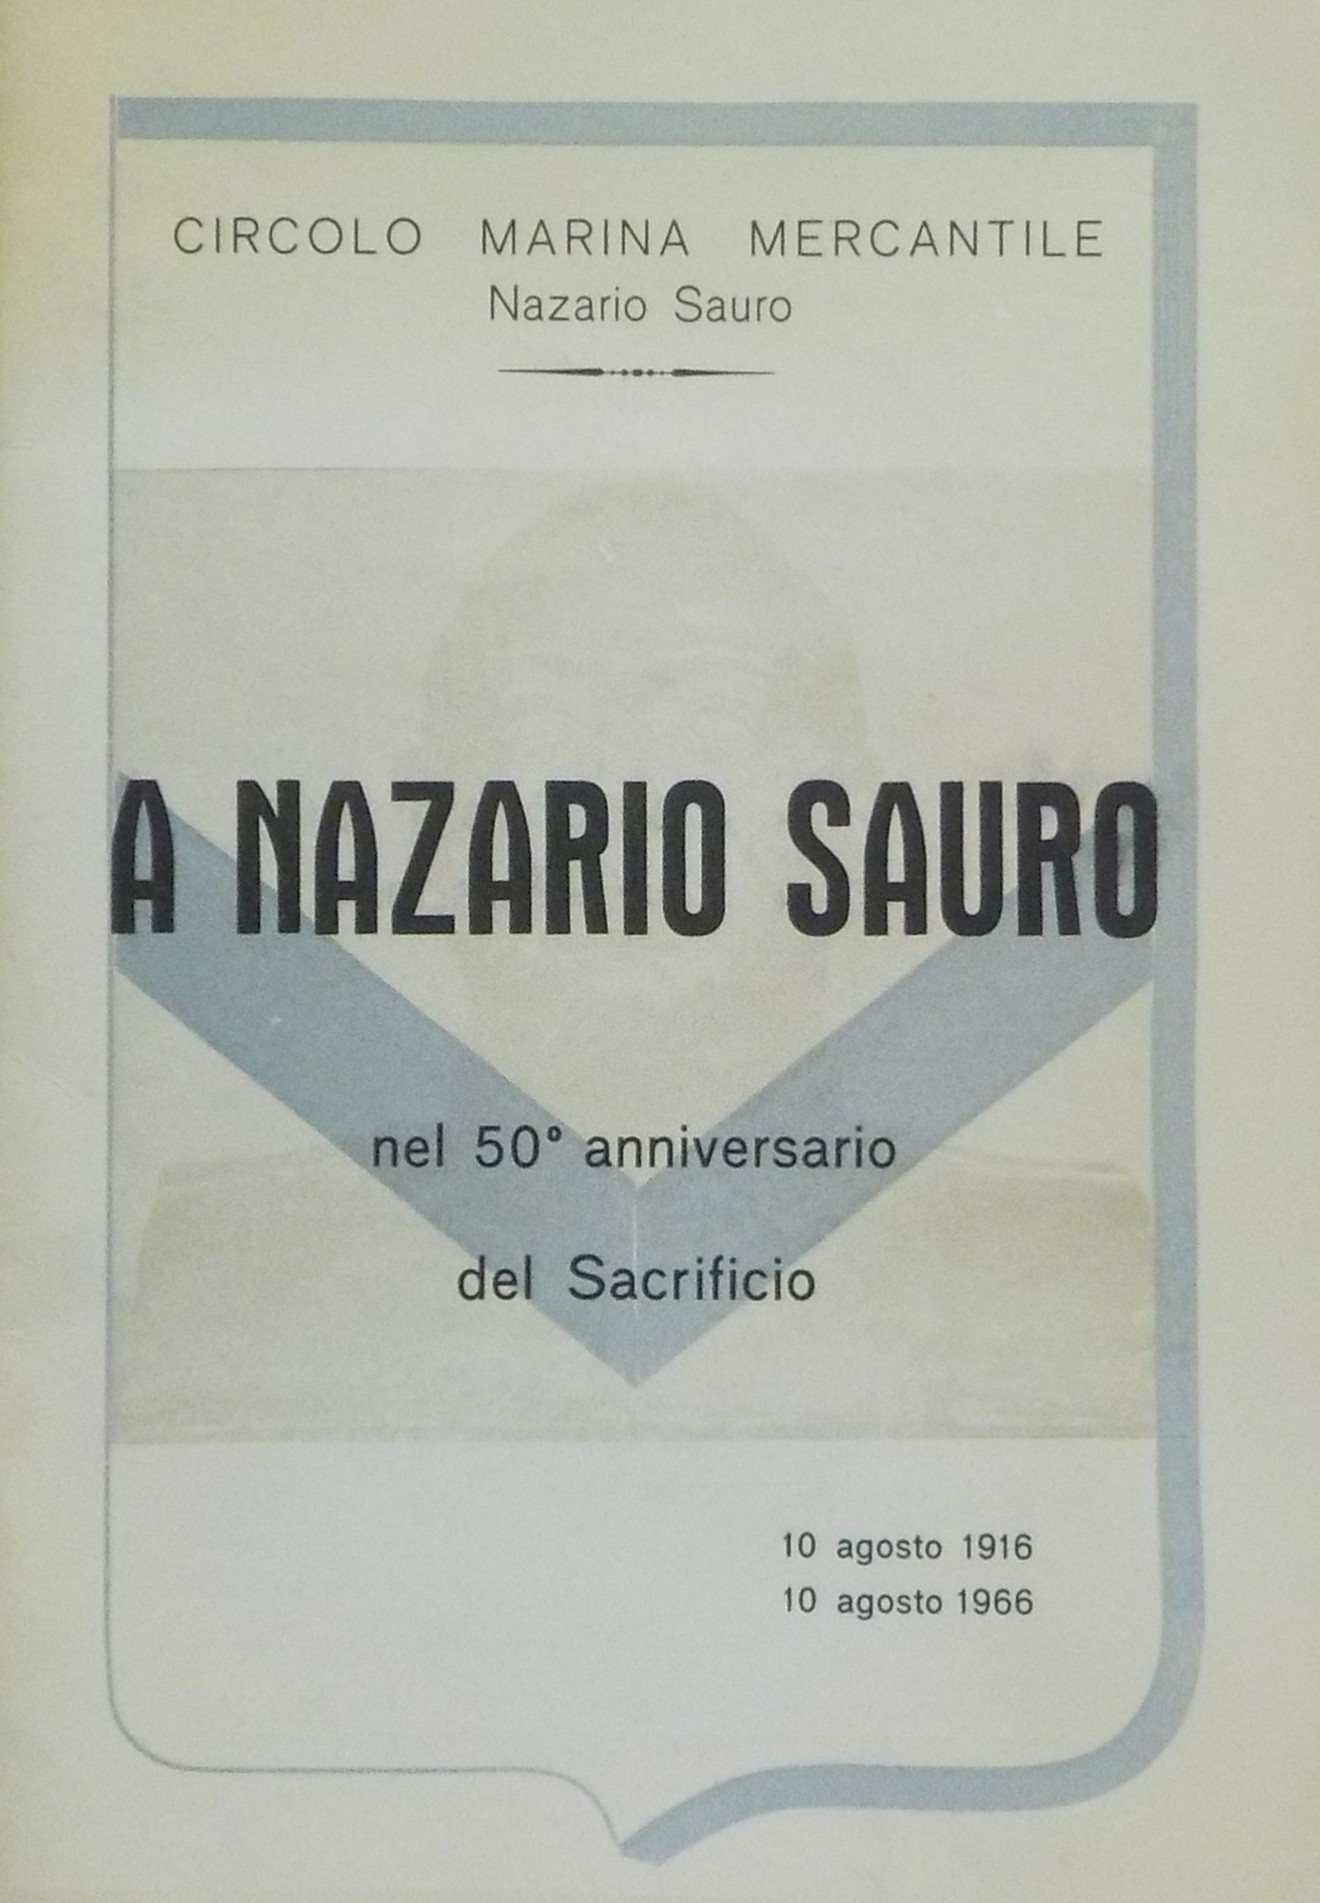 CIRCOLO MARINA MERCANTILE
Nazario Sauro
A NAZARIO SAURO
nel 50° anniversario
del Sacrificio
10 agosto 1916
10 agosto 1966